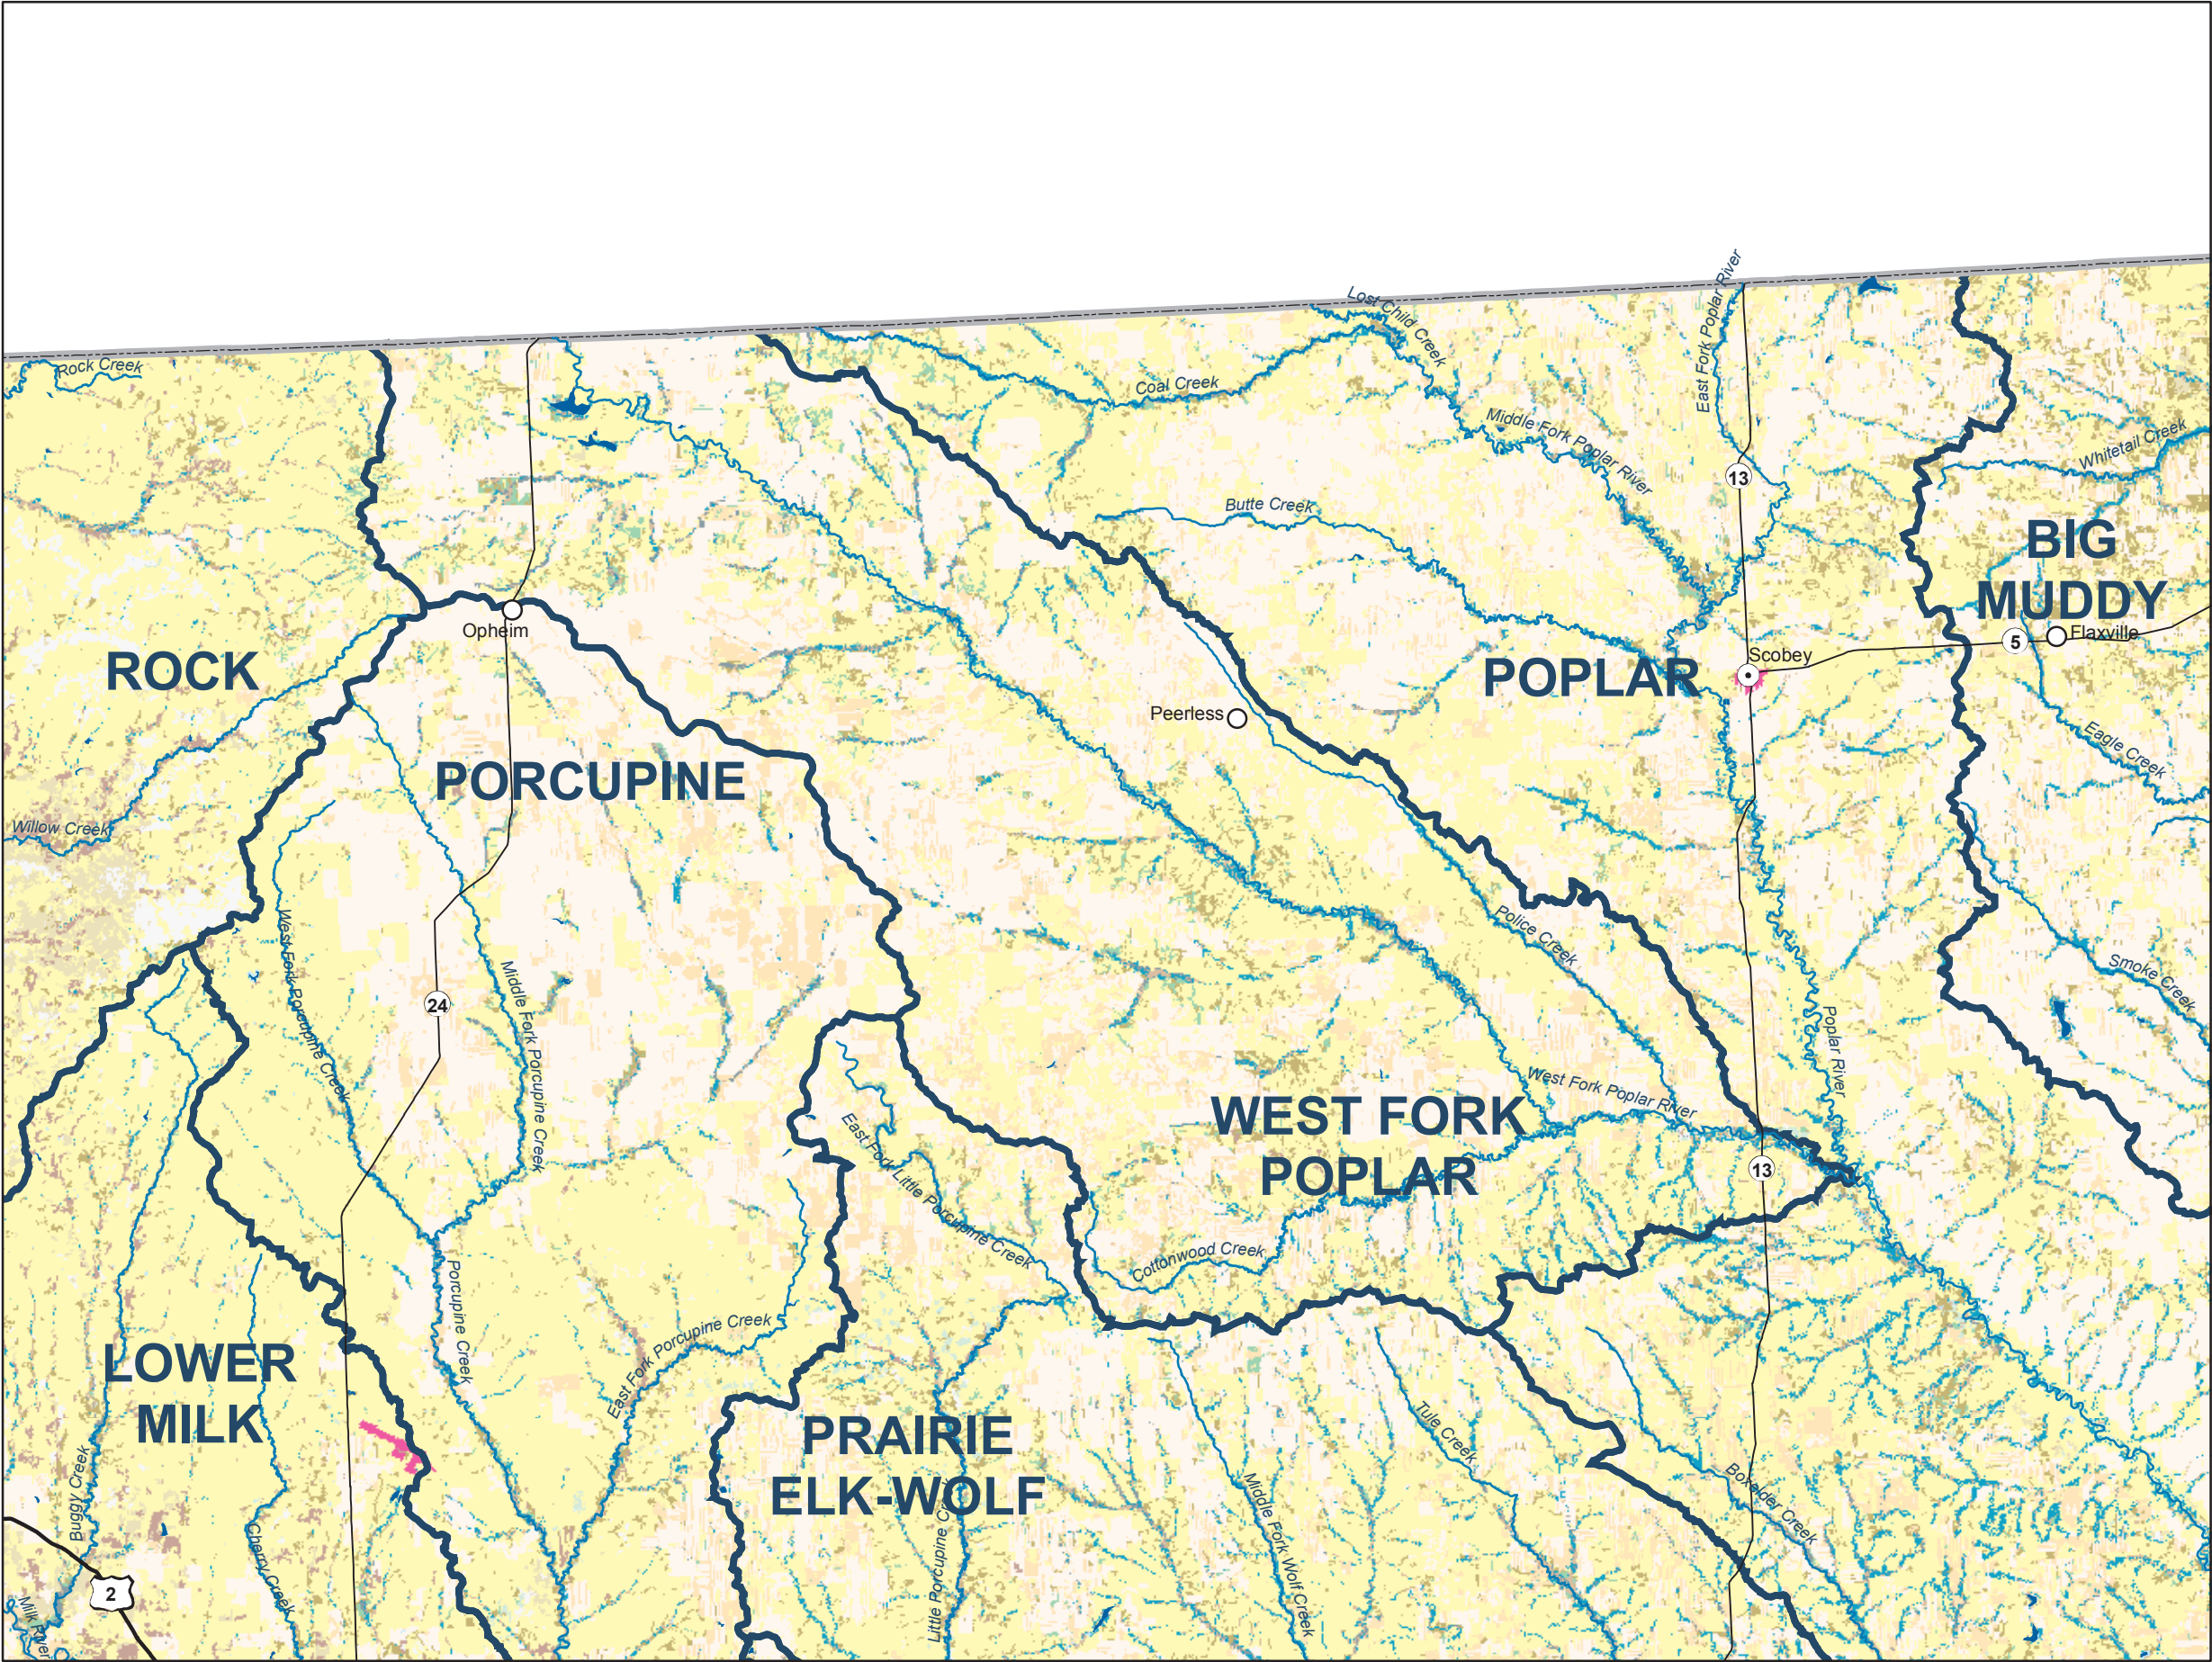 East Fork Poplar River
Lost Child Creek
Rock Creek
Coal Creek
Middle Fork Poplar River
Whitetail Creek
13
Butte Creek
BIG
MUDDY
Opheim
5
Flaxville
ROCK
Scobey
POPLAR
Peerless
Eagle Creek
PORCUPINE
Willow Creek
West Fork Porcupine Creek
Police Creek
Smoke Creek
Middle Fork Porcupine Creek
24
Poplar River
West Fork Poplar River
WEST FORK
POPLAR
East Fork Little Porcupine Creek
13
Cottonwood Creek
Porcupine Creek
East Fork Porcupine Creek
LOWER
MILK
PRAIRIE
ELK-WOLF
Tule Creek
Buggy Creek
Cherry Creek
Little Porcupine Creek
Middle Fork Wolf Creek
Boxelder Creek
2
Milk River